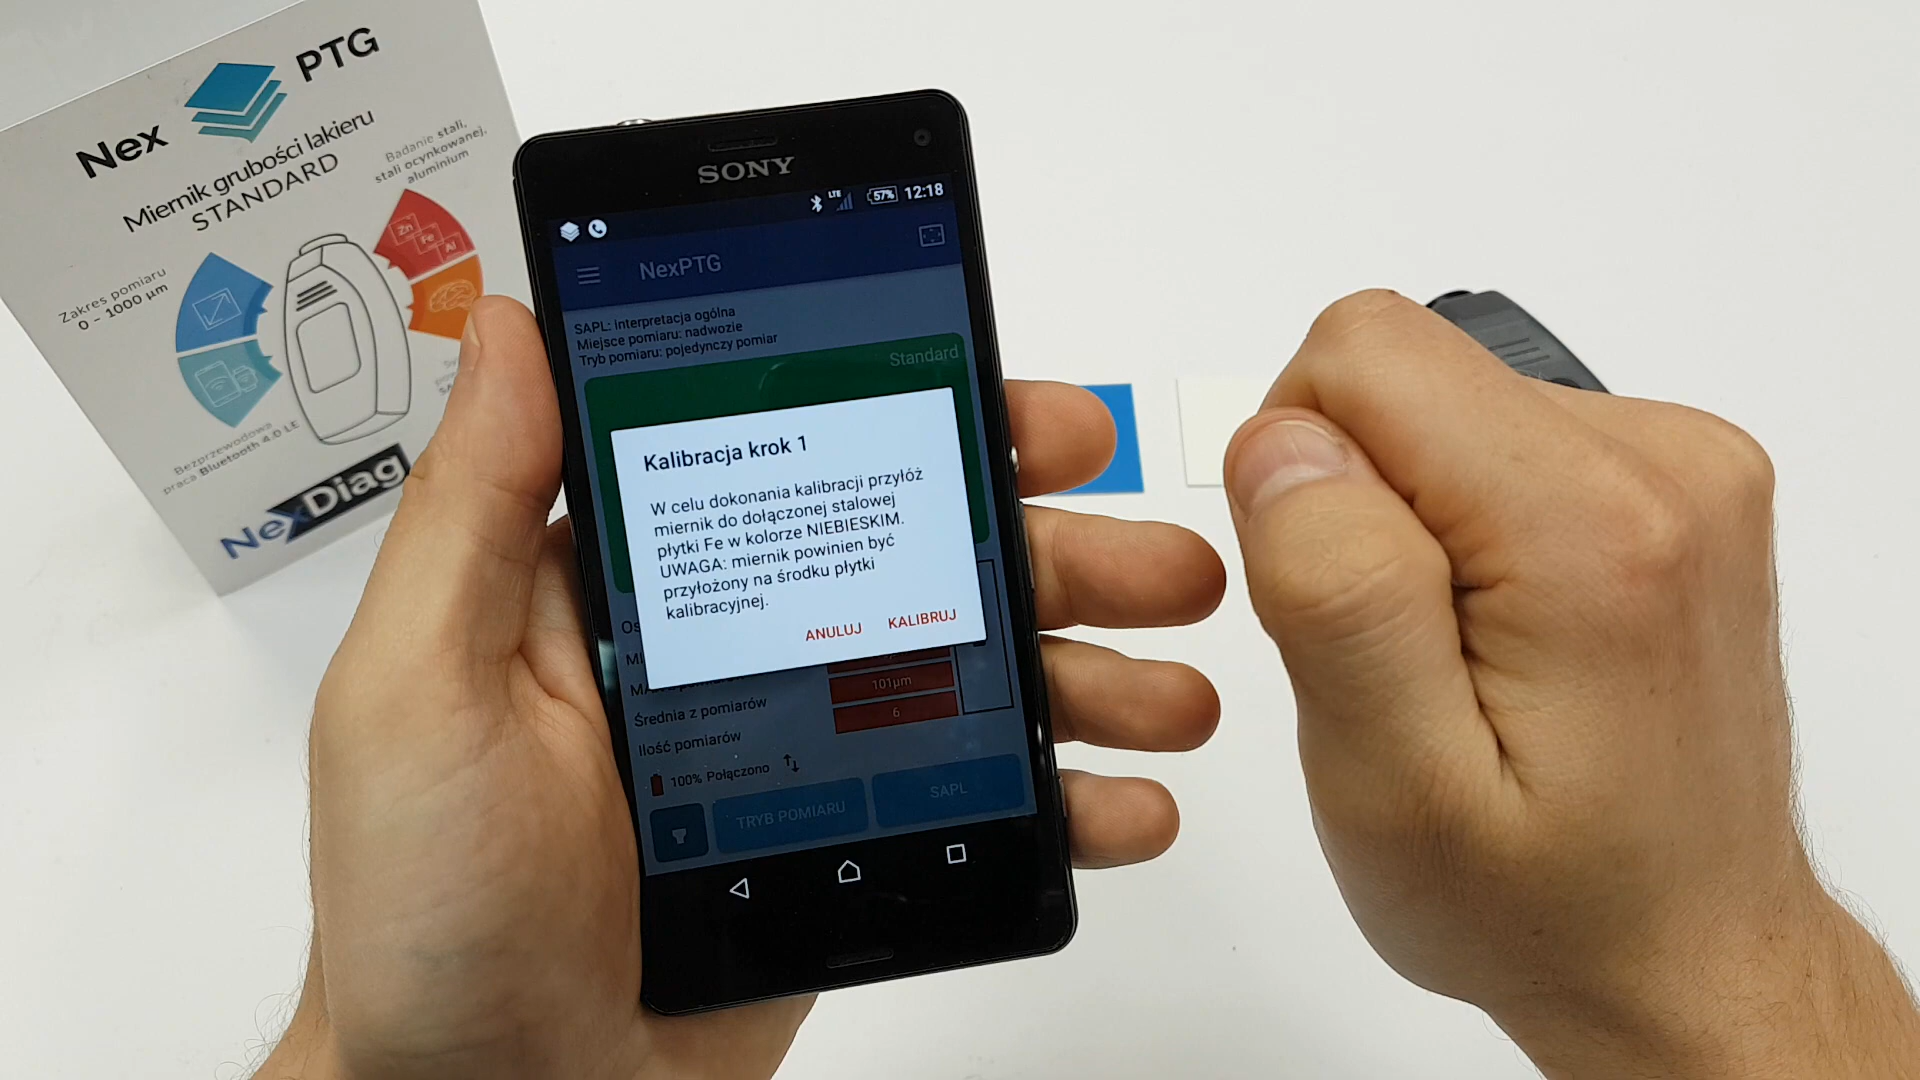 Nex PTG
Miernik grubości lakieru
STANDARD
Badanie stali,
stali ocynkowanej,
aluminium
Zn
Fe
Al
Zakres pomiaru
0 – 1000 µm
Bezprzewodowa
praca Bluetooth 4.0 LE
NexDiag
SONY
LTE
57%
12:18
NexPTG
SAPL: interpretacja ogólna
Miejsce pomiaru: nadwozie
Tryb pomiaru: pojedynczy pomiar
Standard
Kalibracja krok 1
W celu dokonania kalibracji przyłóż
miernik do dołączonej stalowej
płytki Fe w kolorze NIEBIESKIM.
UWAGA: miernik powinien być
przyłożony na środku płytki
kalibracyjnej.
ANULUJ KALIBRUJ
Średnia z pomiarów
101µm
Ilość pomiarów
6
100% Połączono
TRYB POMIARU
SAPL